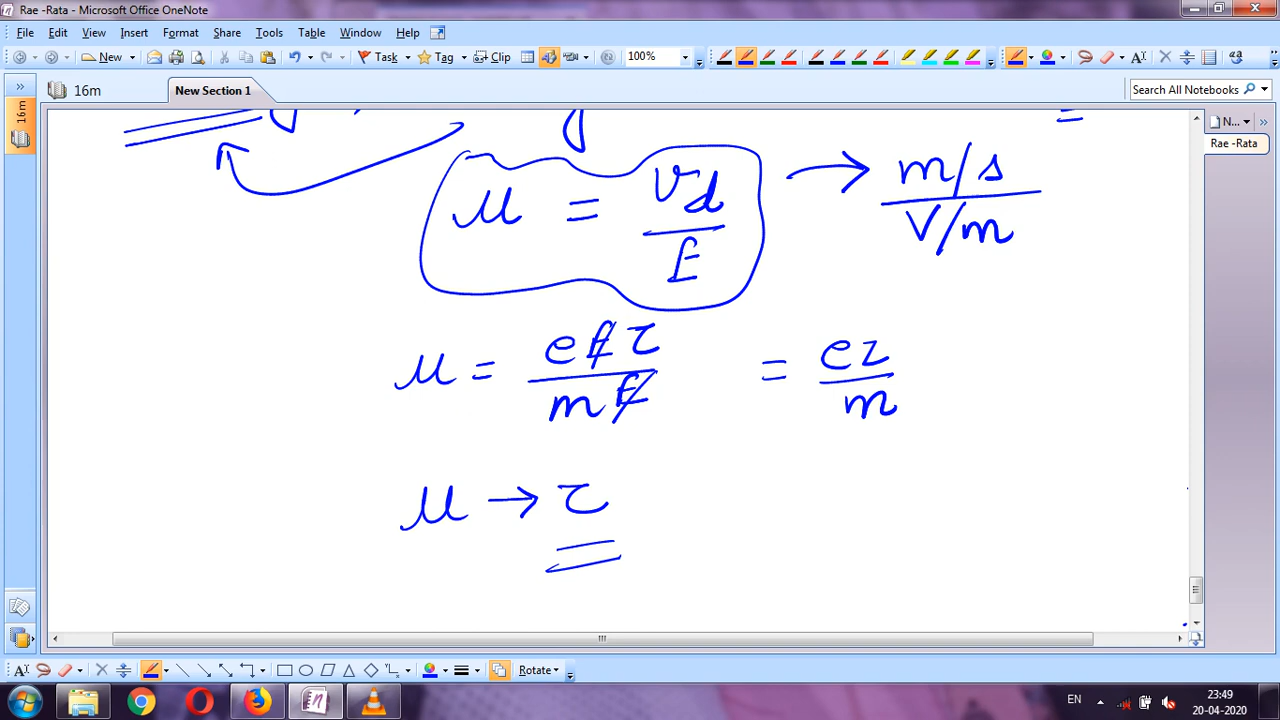 Rae -Rata - Microsoft Office OneNote
File Edit View Insert Format Share Tools Table Window Help
New Task Tag Clip 100%
16m New Section 1 Search All Notebooks
16m
N...
Rae -Rata
μ = vd/E → m/s / V/m
μ = eEτ / mE = eτ / m
μ → τ
Rotate
EN 23:49
20-04-2020